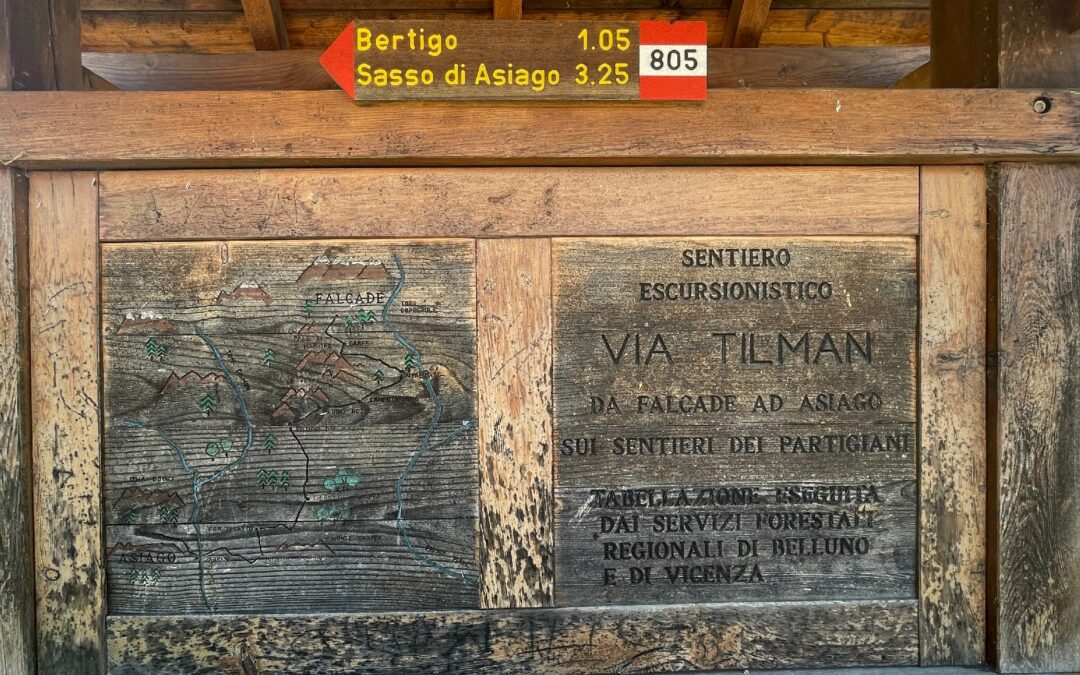 Bertigo 1.05
Sasso di Asiago 3.25
805
FALCADE
ASIAGO
SENTIERO
ESCURSIONISTICO
VIA TILMAN
DA FALCADE AD ASIAGO
SUI SENTIERI DEI PARTIGIANI
TABELLAZIONE ESEGUITA
DAI SERVIZI FORESTALI
REGIONALI DI BELLUNO
E DI VICENZA